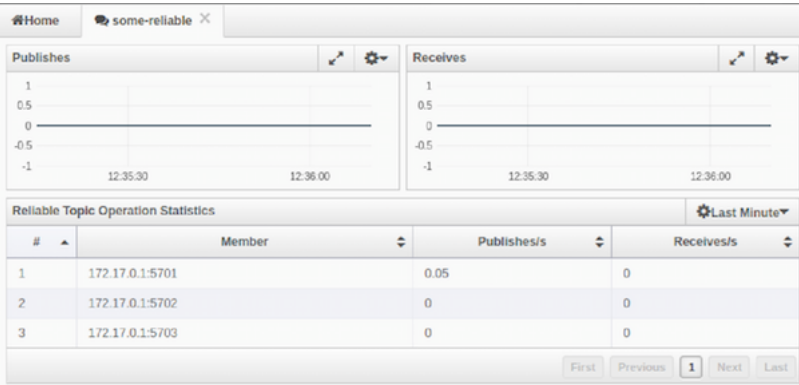 Home some-reliable
Publishes
1
0.5
0
-0.5
-1
12:35:30 12:36:00
Receives
1
0.5
0
-0.5
-1
12:35:30 12:36:00
Reliable Topic Operation Statistics Last Minute
# Member Publishes/s Receives/s
1 172.17.0.1:5701 0.05 0
2 172.17.0.1:5702 0 0
3 172.17.0.1:5703 0 0
First Previous 1 Next Last